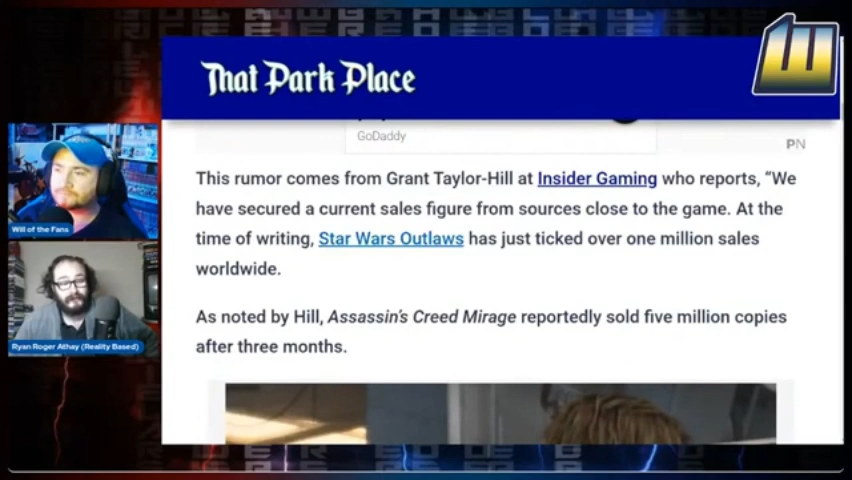 That Park Place
GoDaddy
PN
This rumor comes from Grant Taylor-Hill at Insider Gaming who reports, “We
have secured a current sales figure from sources close to the game. At the
time of writing, Star Wars Outlaws has just ticked over one million sales
worldwide.
As noted by Hill, Assassin’s Creed Mirage reportedly sold five million copies
after three months.
Will of the Fans
Ryan Roger Athay (Reality Based)